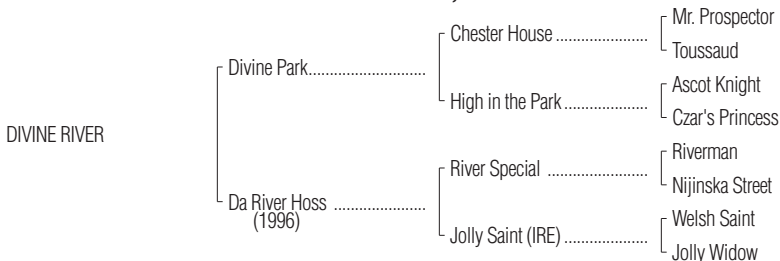 Mr. Prospector
Chester House .....................
Toussaud
Divine Park............................
Ascot Knight
High in the Park ...................
Czar's Princess
DIVINE RIVER
Riverman
River Special .......................
Nijinska Street
Da River Hoss ......................
(1996)
Welsh Saint
Jolly Saint (IRE) ...................
Jolly Widow